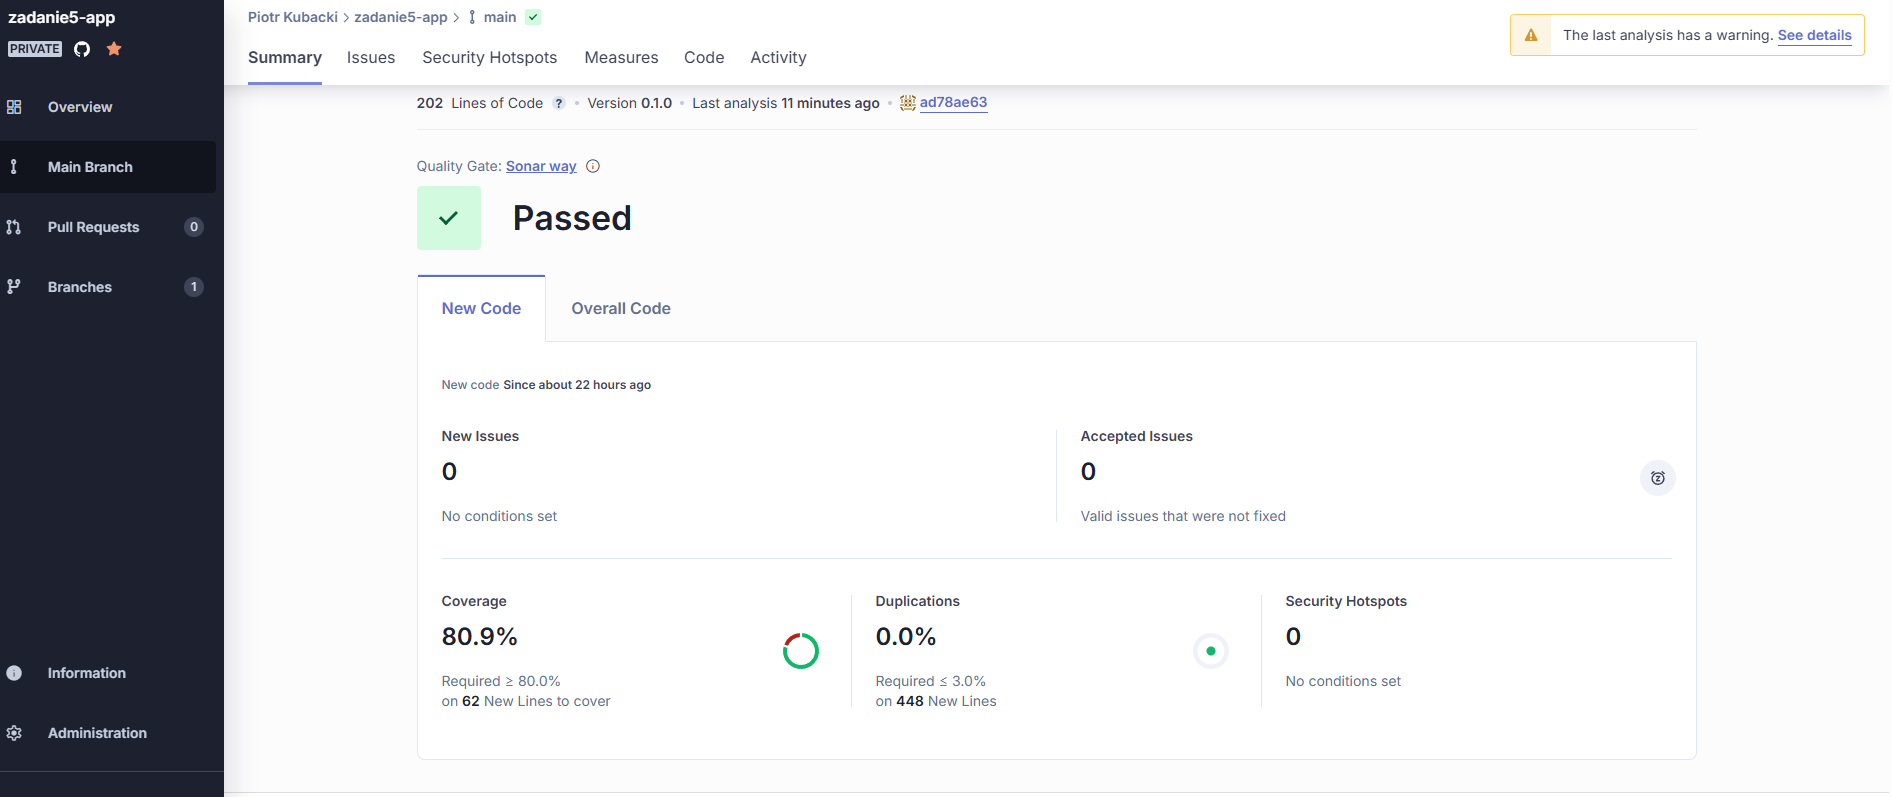 zadanie5-app
PRIVATE
Overview
Main Branch
Pull Requests 0
Branches 1
Information
Administration
Piotr Kubacki > zadanie5-app > main
Summary Issues Security Hotspots Measures Code Activity
The last analysis has a warning. See details
202 Lines of Code ? • Version 0.1.0 • Last analysis 11 minutes ago • ad78ae63
Quality Gate: Sonar way
Passed
New Code Overall Code
New code Since about 22 hours ago
New Issues
0
No conditions set
Accepted Issues
0
Valid issues that were not fixed
Coverage
80.9%
Required ≥ 80.0%
on 62 New Lines to cover
Duplications
0.0%
Required ≤ 3.0%
on 448 New Lines
Security Hotspots
0
No conditions set